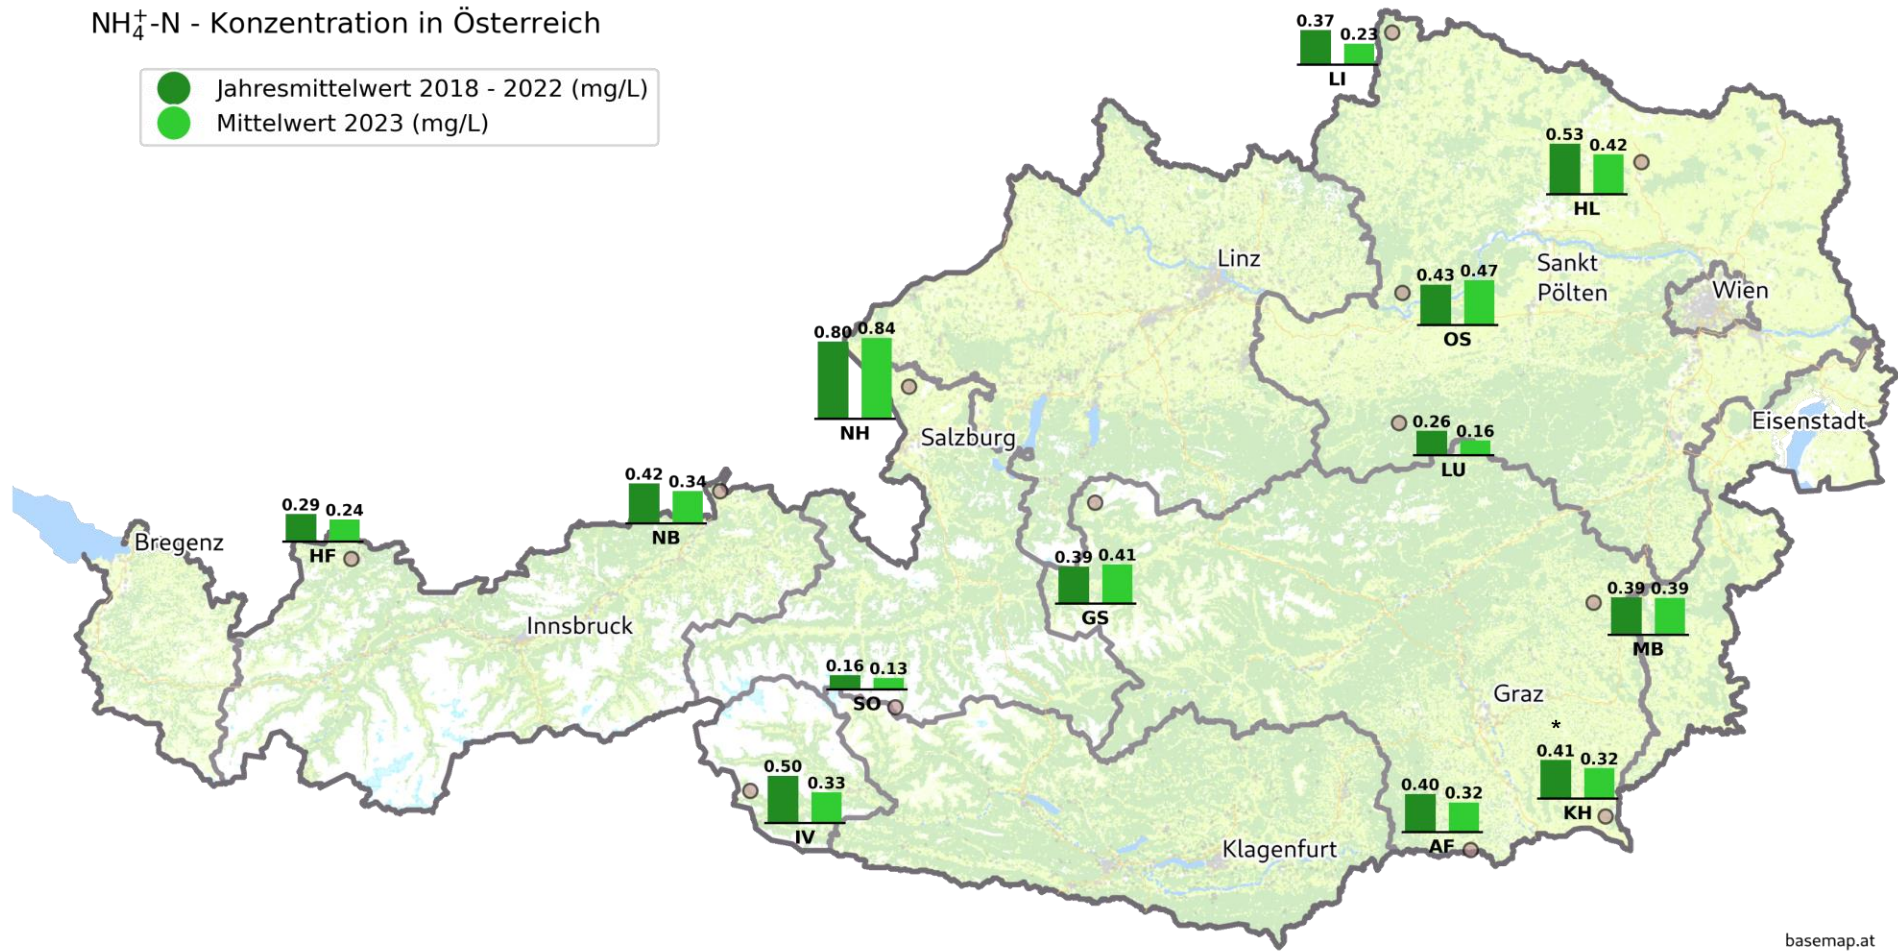 NH₄⁺-N - Konzentration in Österreich
Jahresmittelwert 2018 - 2022 (mg/L)
Mittelwert 2023 (mg/L)
0.37 0.23
LI
0.53 0.42
HL
Linz
Sankt
Pölten
Wien
0.43 0.47
OS
0.80 0.84
NH
Salzburg
0.26 0.16
LU
Eisenstadt
0.42 0.34
NB
0.29 0.24
HF
Bregenz
0.39 0.41
GS
Innsbruck
0.39 0.39
MB
0.16 0.13
SO
Graz
*
0.41 0.32
KH
0.50 0.33
IV
0.40 0.32
AF
Klagenfurt
basemap.at